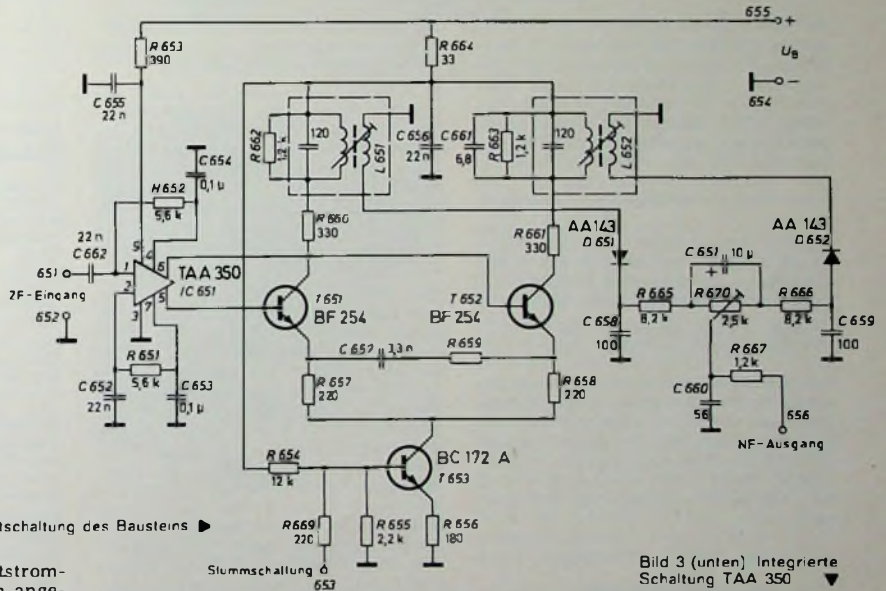 655 +
U_B
654 −
R 653
390
R 664
33
C 655
22 n
R 662
1,2 k
120
L 651
C 656
22 n
C 661
6,8
R 663
1,2 k
120
L 652
C 654
0,1 µ
R 652
5,6 k
R 660
330
R 661
330
AA 143
D 651
AA 143
D 652
22 n
C 662
651
ZF-Eingang
652
TAA 350
IC 651
1
2
3
4
5
6
7
9
T 651
BF 254
T 652
BF 254
C 651
10 µ
+
R 665
8,2 k
R 670
2,5k
R 666
8,2 k
C 658
100
C 659
100
R 651
5,6 k
C 652
22 n
C 653
0,1 µ
C 657
3,3 n
R 659
R 657
220
R 658
220
R 667
1,2 k
C 660
56
656
NF-Ausgang
BC 172 A
T 653
R 654
12 k
R 669
220
R 655
2,2 k
R 656
180
Stummschaltung
653
tschaltung des Bausteins ▶
tstrom-
Bild 3 (unten) Integrierte
Schaltung TAA 350 ▼